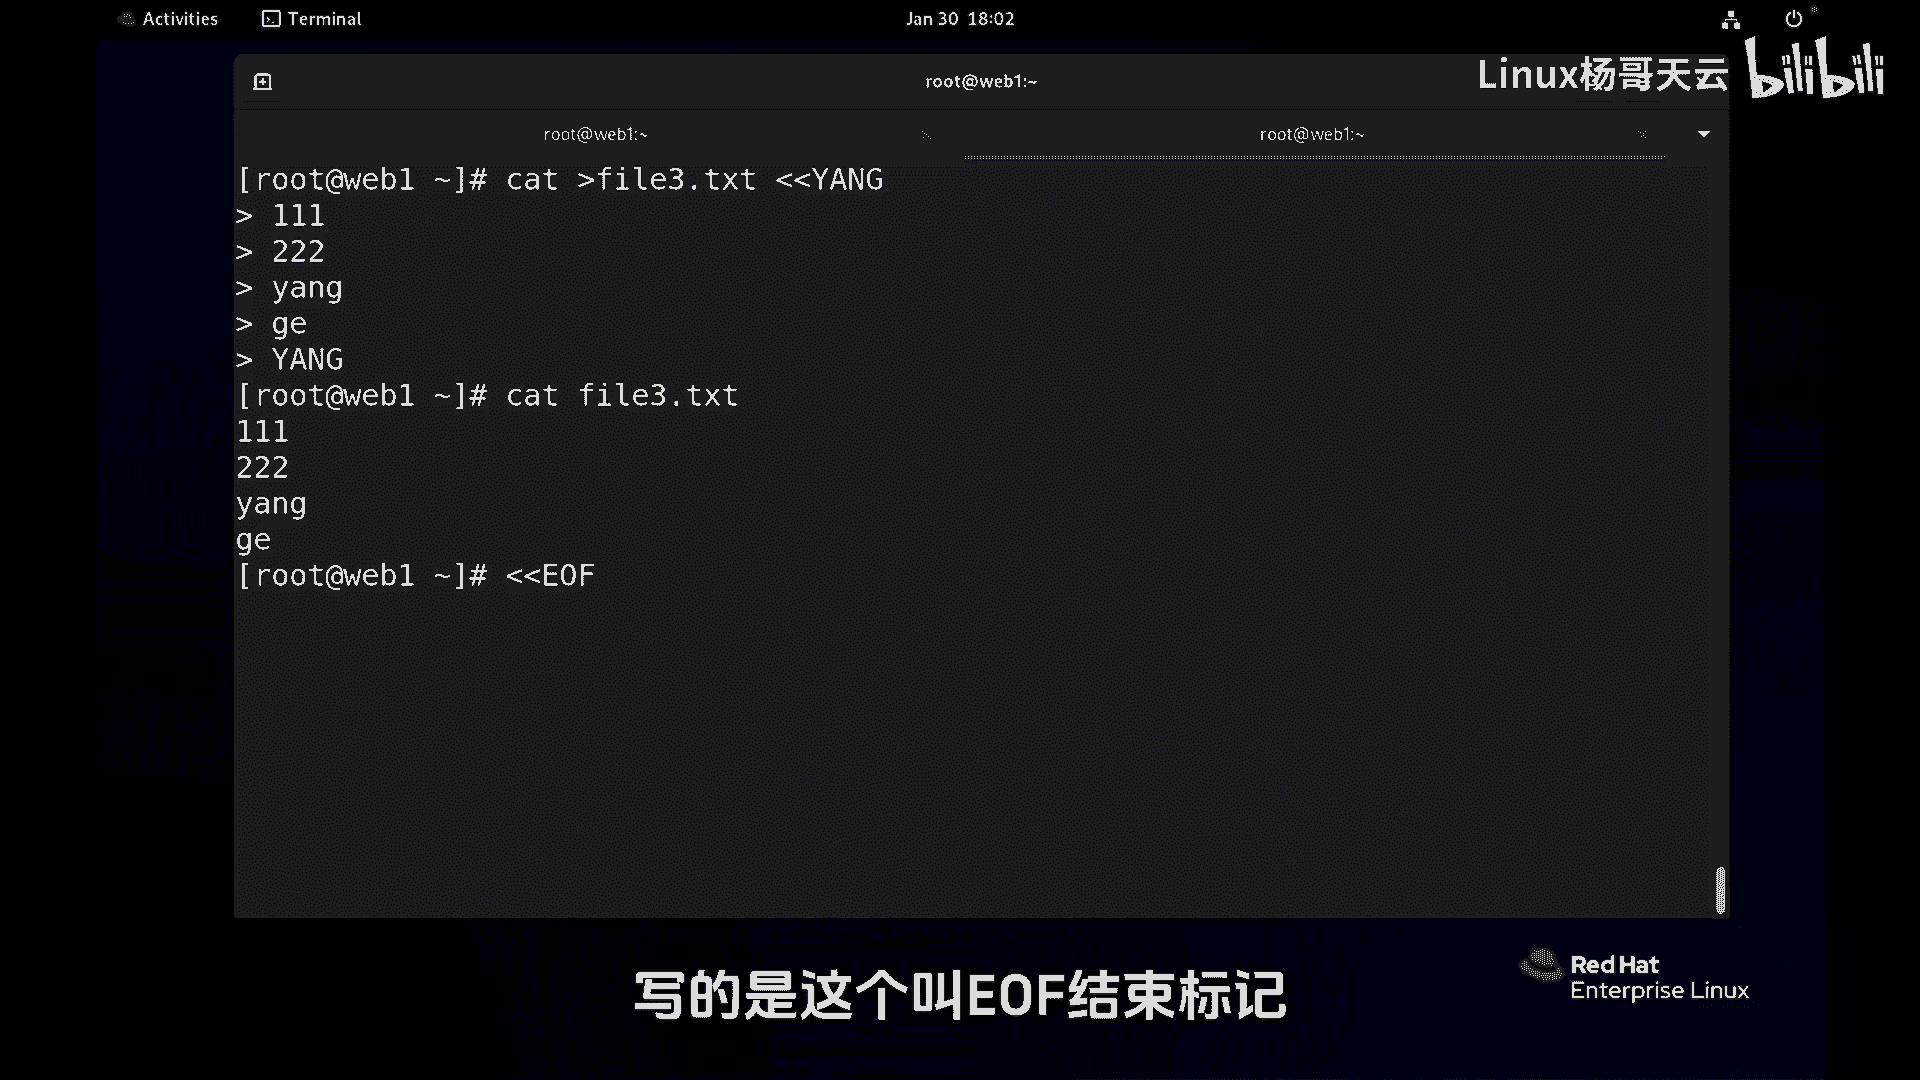 Activities Terminal Jan 30 18:02
root@web1:~
Linux杨哥天云 bilibili
root@web1:~ root@web1:~
[root@web1 ~]# cat >file3.txt <<YANG
> 111
> 222
> yang
> ge
> YANG
[root@web1 ~]# cat file3.txt
111
222
yang
ge
[root@web1 ~]# <<EOF
Red Hat
Enterprise Linux
写的是这个叫EOF结束标记